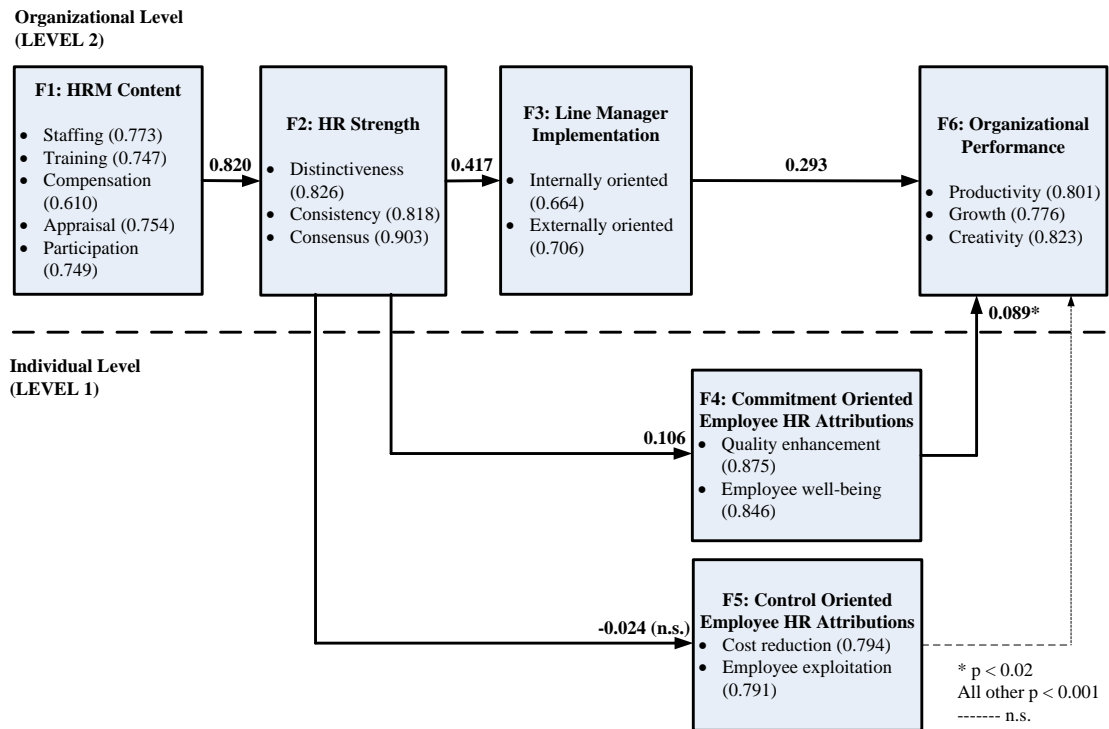 Organizational Level
(LEVEL 2)
F1: HRM Content
• Staffing (0.773)
• Training (0.747)
• Compensation
(0.610)
• Appraisal (0.754)
• Participation
(0.749)
0.820
F2: HR Strength
• Distinctiveness
(0.826)
• Consistency (0.818)
• Consensus (0.903)
0.417
F3: Line Manager
Implementation
• Internally oriented
(0.664)
• Externally oriented
(0.706)
0.293
F6: Organizational
Performance
• Productivity (0.801)
• Growth (0.776)
• Creativity (0.823)
0.089*
Individual Level
(LEVEL 1)
0.106
F4: Commitment Oriented
Employee HR Attributions
• Quality enhancement
(0.875)
• Employee well-being
(0.846)
-0.024 (n.s.)
F5: Control Oriented
Employee HR Attributions
• Cost reduction (0.794)
• Employee exploitation
(0.791)
* p < 0.02
All other p < 0.001
------- n.s.